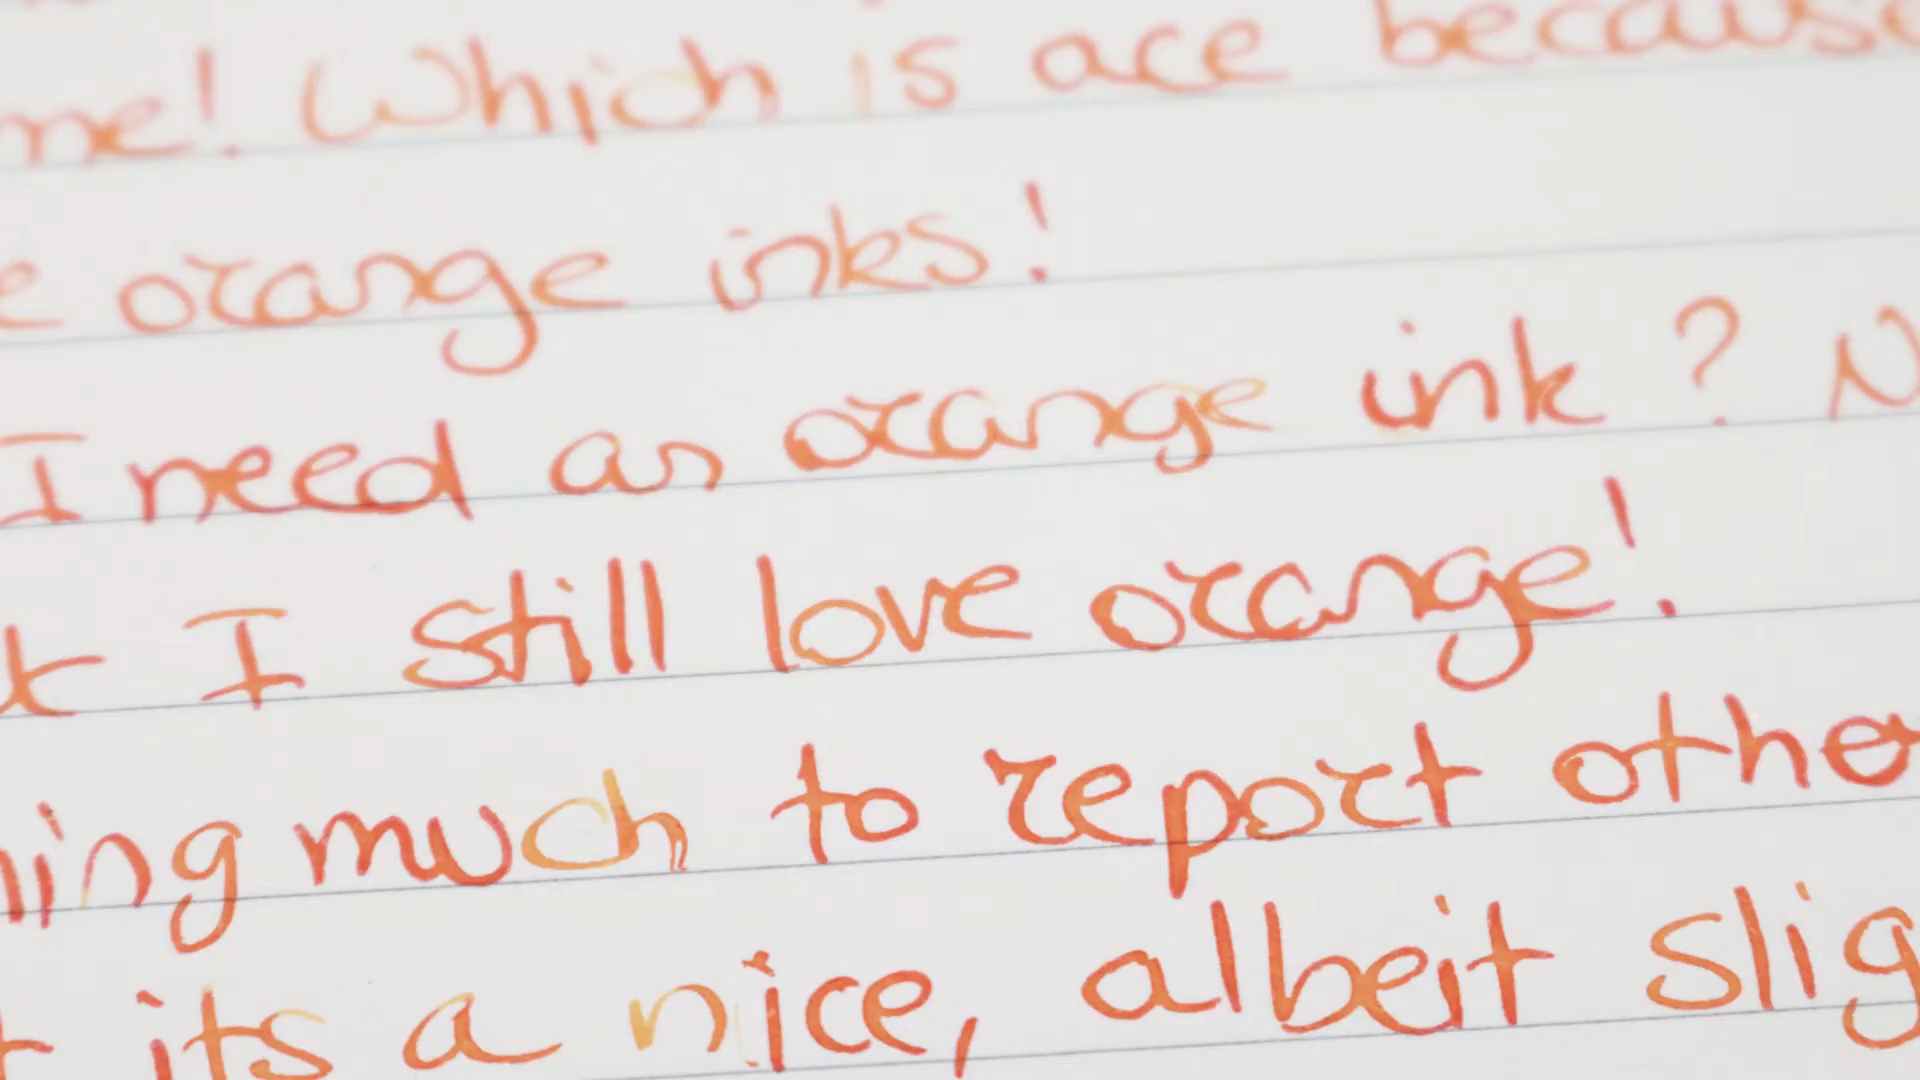 me! Which is ace because
e orange inks!
I need an orange ink? N
t I still love orange!
hing much to report other
t its a nice, albeit slig